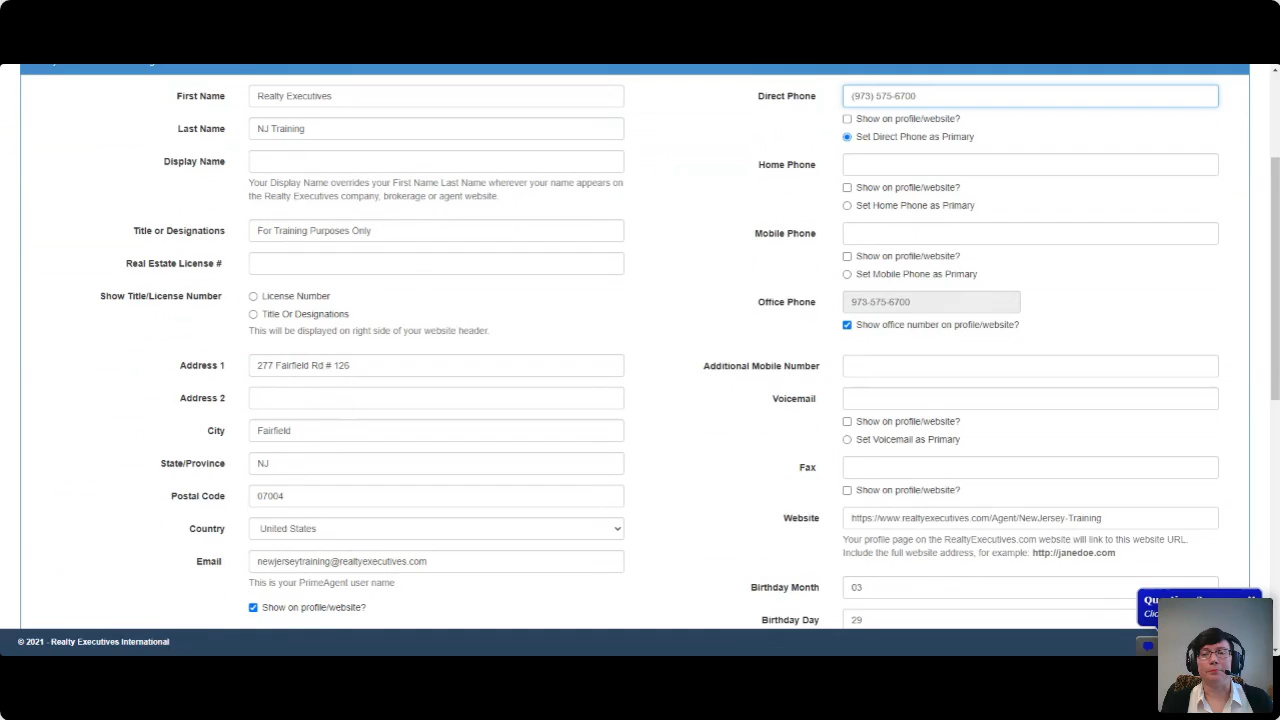 First Name
Realty Executives
Last Name
NJ Training
Display Name
Your Display Name overrides your First Name Last Name wherever your name appears on
the Realty Executives company, brokerage or agent website.
Title or Designations
For Training Purposes Only
Real Estate License #
Show Title/License Number
License Number
Title Or Designations
This will be displayed on right side of your website header.
Address 1
277 Fairfield Rd # 126
Address 2
City
Fairfield
State/Province
NJ
Postal Code
07004
Country
United States
Email
newjerseytraining@realtyexecutives.com
This is your PrimeAgent user name
Show on profile/website?
Direct Phone
(973) 575-6700
Show on profile/website?
Set Direct Phone as Primary
Home Phone
Show on profile/website?
Set Home Phone as Primary
Mobile Phone
Show on profile/website?
Set Mobile Phone as Primary
Office Phone
973-575-6700
Show office number on profile/website?
Additional Mobile Number
Voicemail
Show on profile/website?
Set Voicemail as Primary
Fax
Show on profile/website?
Website
https://www.realtyexecutives.com/Agent/NewJersey-Training
Your profile page on the RealtyExecutives.com website will link to this website URL.
Include the full website address, for example: http://janedoe.com
Birthday Month
03
Birthday Day
29
© 2021 - Realty Executives International